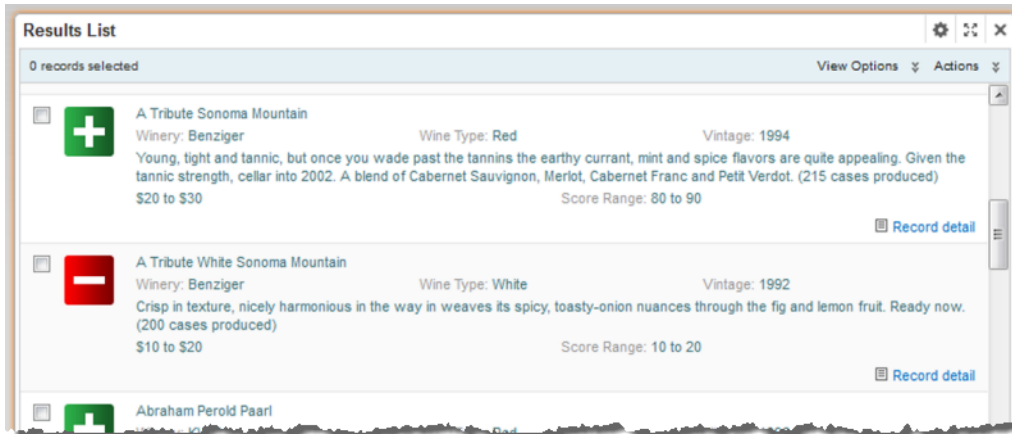 Results List
0 records selected View Options Actions
A Tribute Sonoma Mountain
Winery: Benziger Wine Type: Red Vintage: 1994
Young, tight and tannic, but once you wade past the tannins the earthy currant, mint and spice flavors are quite appealing. Given the
tannic strength, cellar into 2002. A blend of Cabernet Sauvignon, Merlot, Cabernet Franc and Petit Verdot. (215 cases produced)
$20 to $30 Score Range: 80 to 90
Record detail
A Tribute White Sonoma Mountain
Winery: Benziger Wine Type: White Vintage: 1992
Crisp in texture, nicely harmonious in the way in weaves its spicy, toasty-onion nuances through the fig and lemon fruit. Ready now.
(200 cases produced)
$10 to $20 Score Range: 10 to 20
Record detail
Abraham Perold Paarl